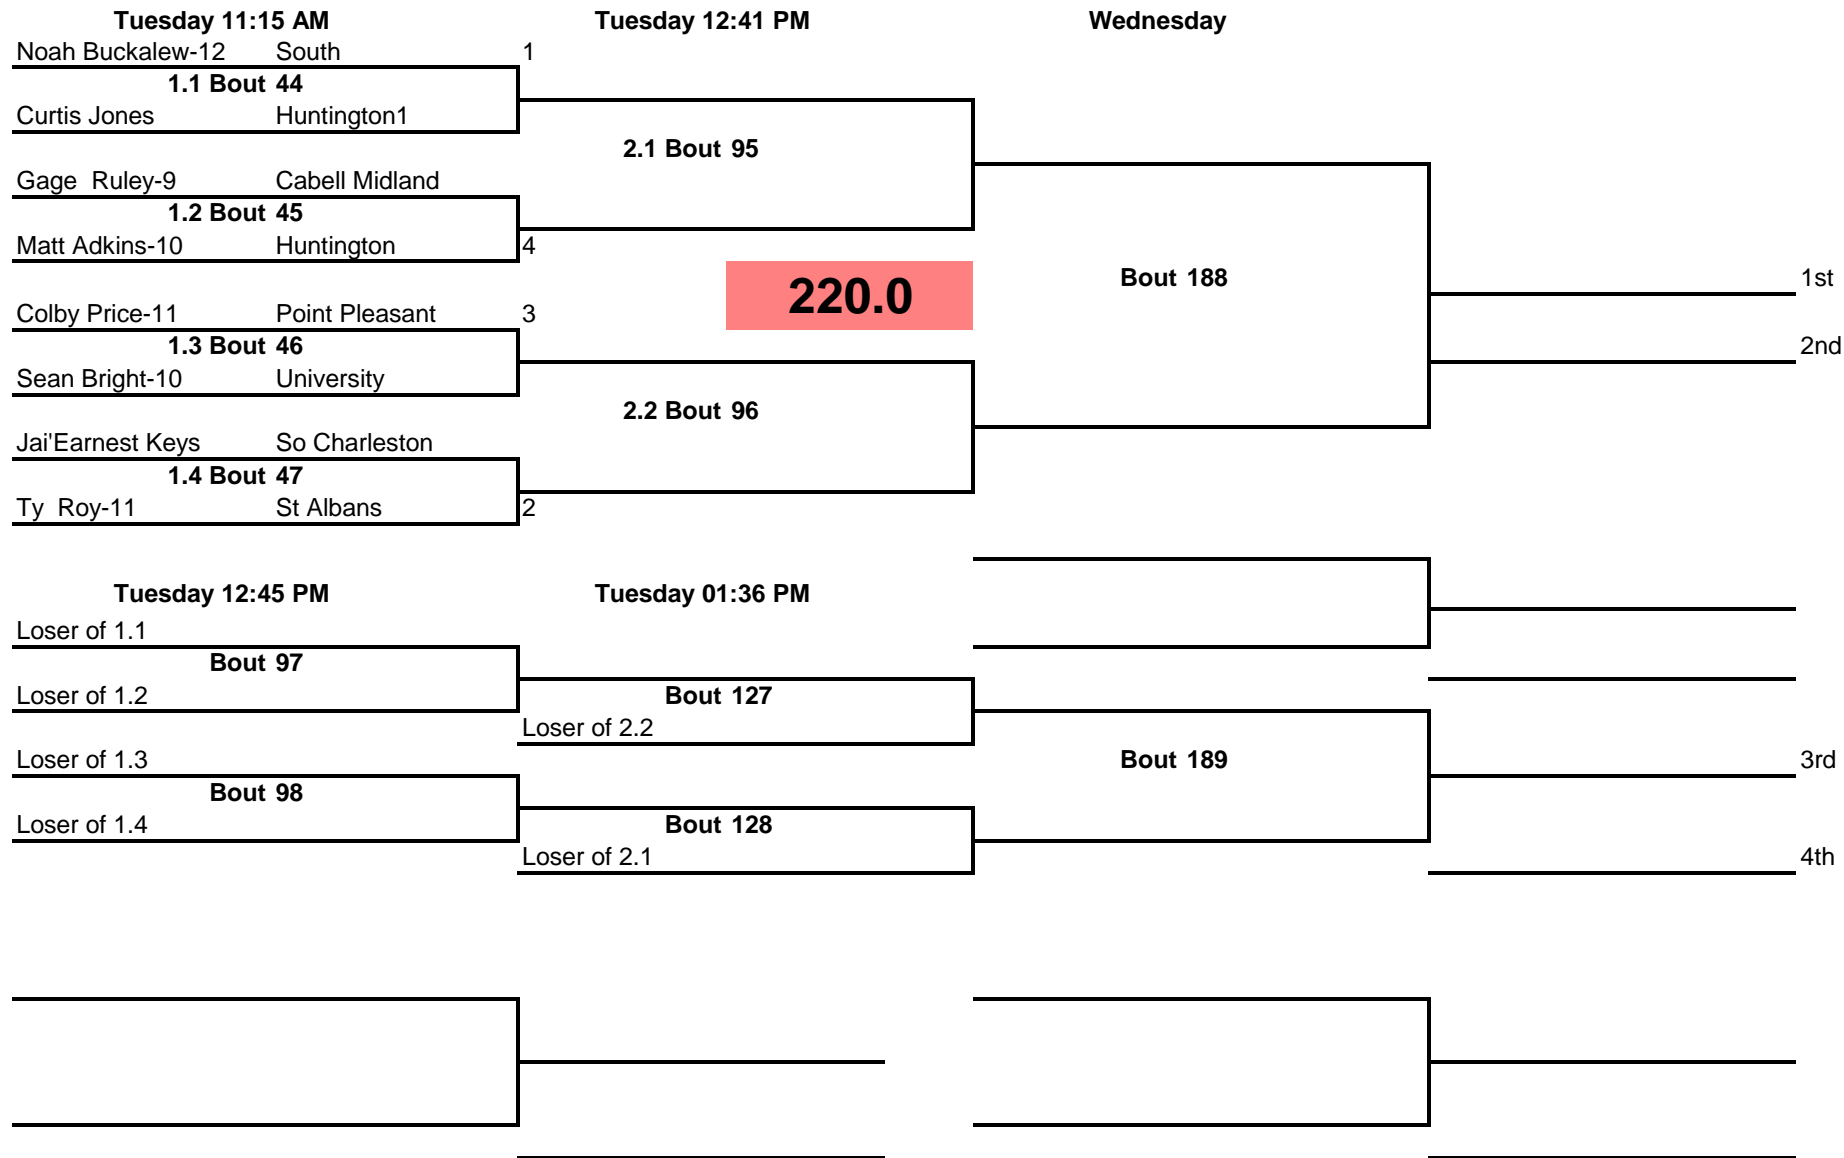 Tuesday 11:15 AM Tuesday 12:41 PM Wednesday
Noah Buckalew-12 South 1
1.1 Bout 44
Curtis Jones Huntington1
2.1 Bout 95
Gage  Ruley-9 Cabell Midland
1.2 Bout 45
Matt Adkins-10 Huntington 4
Bout 188 1st
220.0
Colby Price-11 Point Pleasant 3
1.3 Bout 46 2nd
Sean Bright-10 University
2.2 Bout 96
Jai'Earnest Keys So Charleston
1.4 Bout 47
Ty  Roy-11 St Albans 2
Tuesday 12:45 PM Tuesday 01:36 PM
Loser of 1.1
Bout 97
Loser of 1.2 Bout 127
Loser of 2.2
Loser of 1.3 Bout 189 3rd
Bout 98
Loser of 1.4 Bout 128
Loser of 2.1 4th